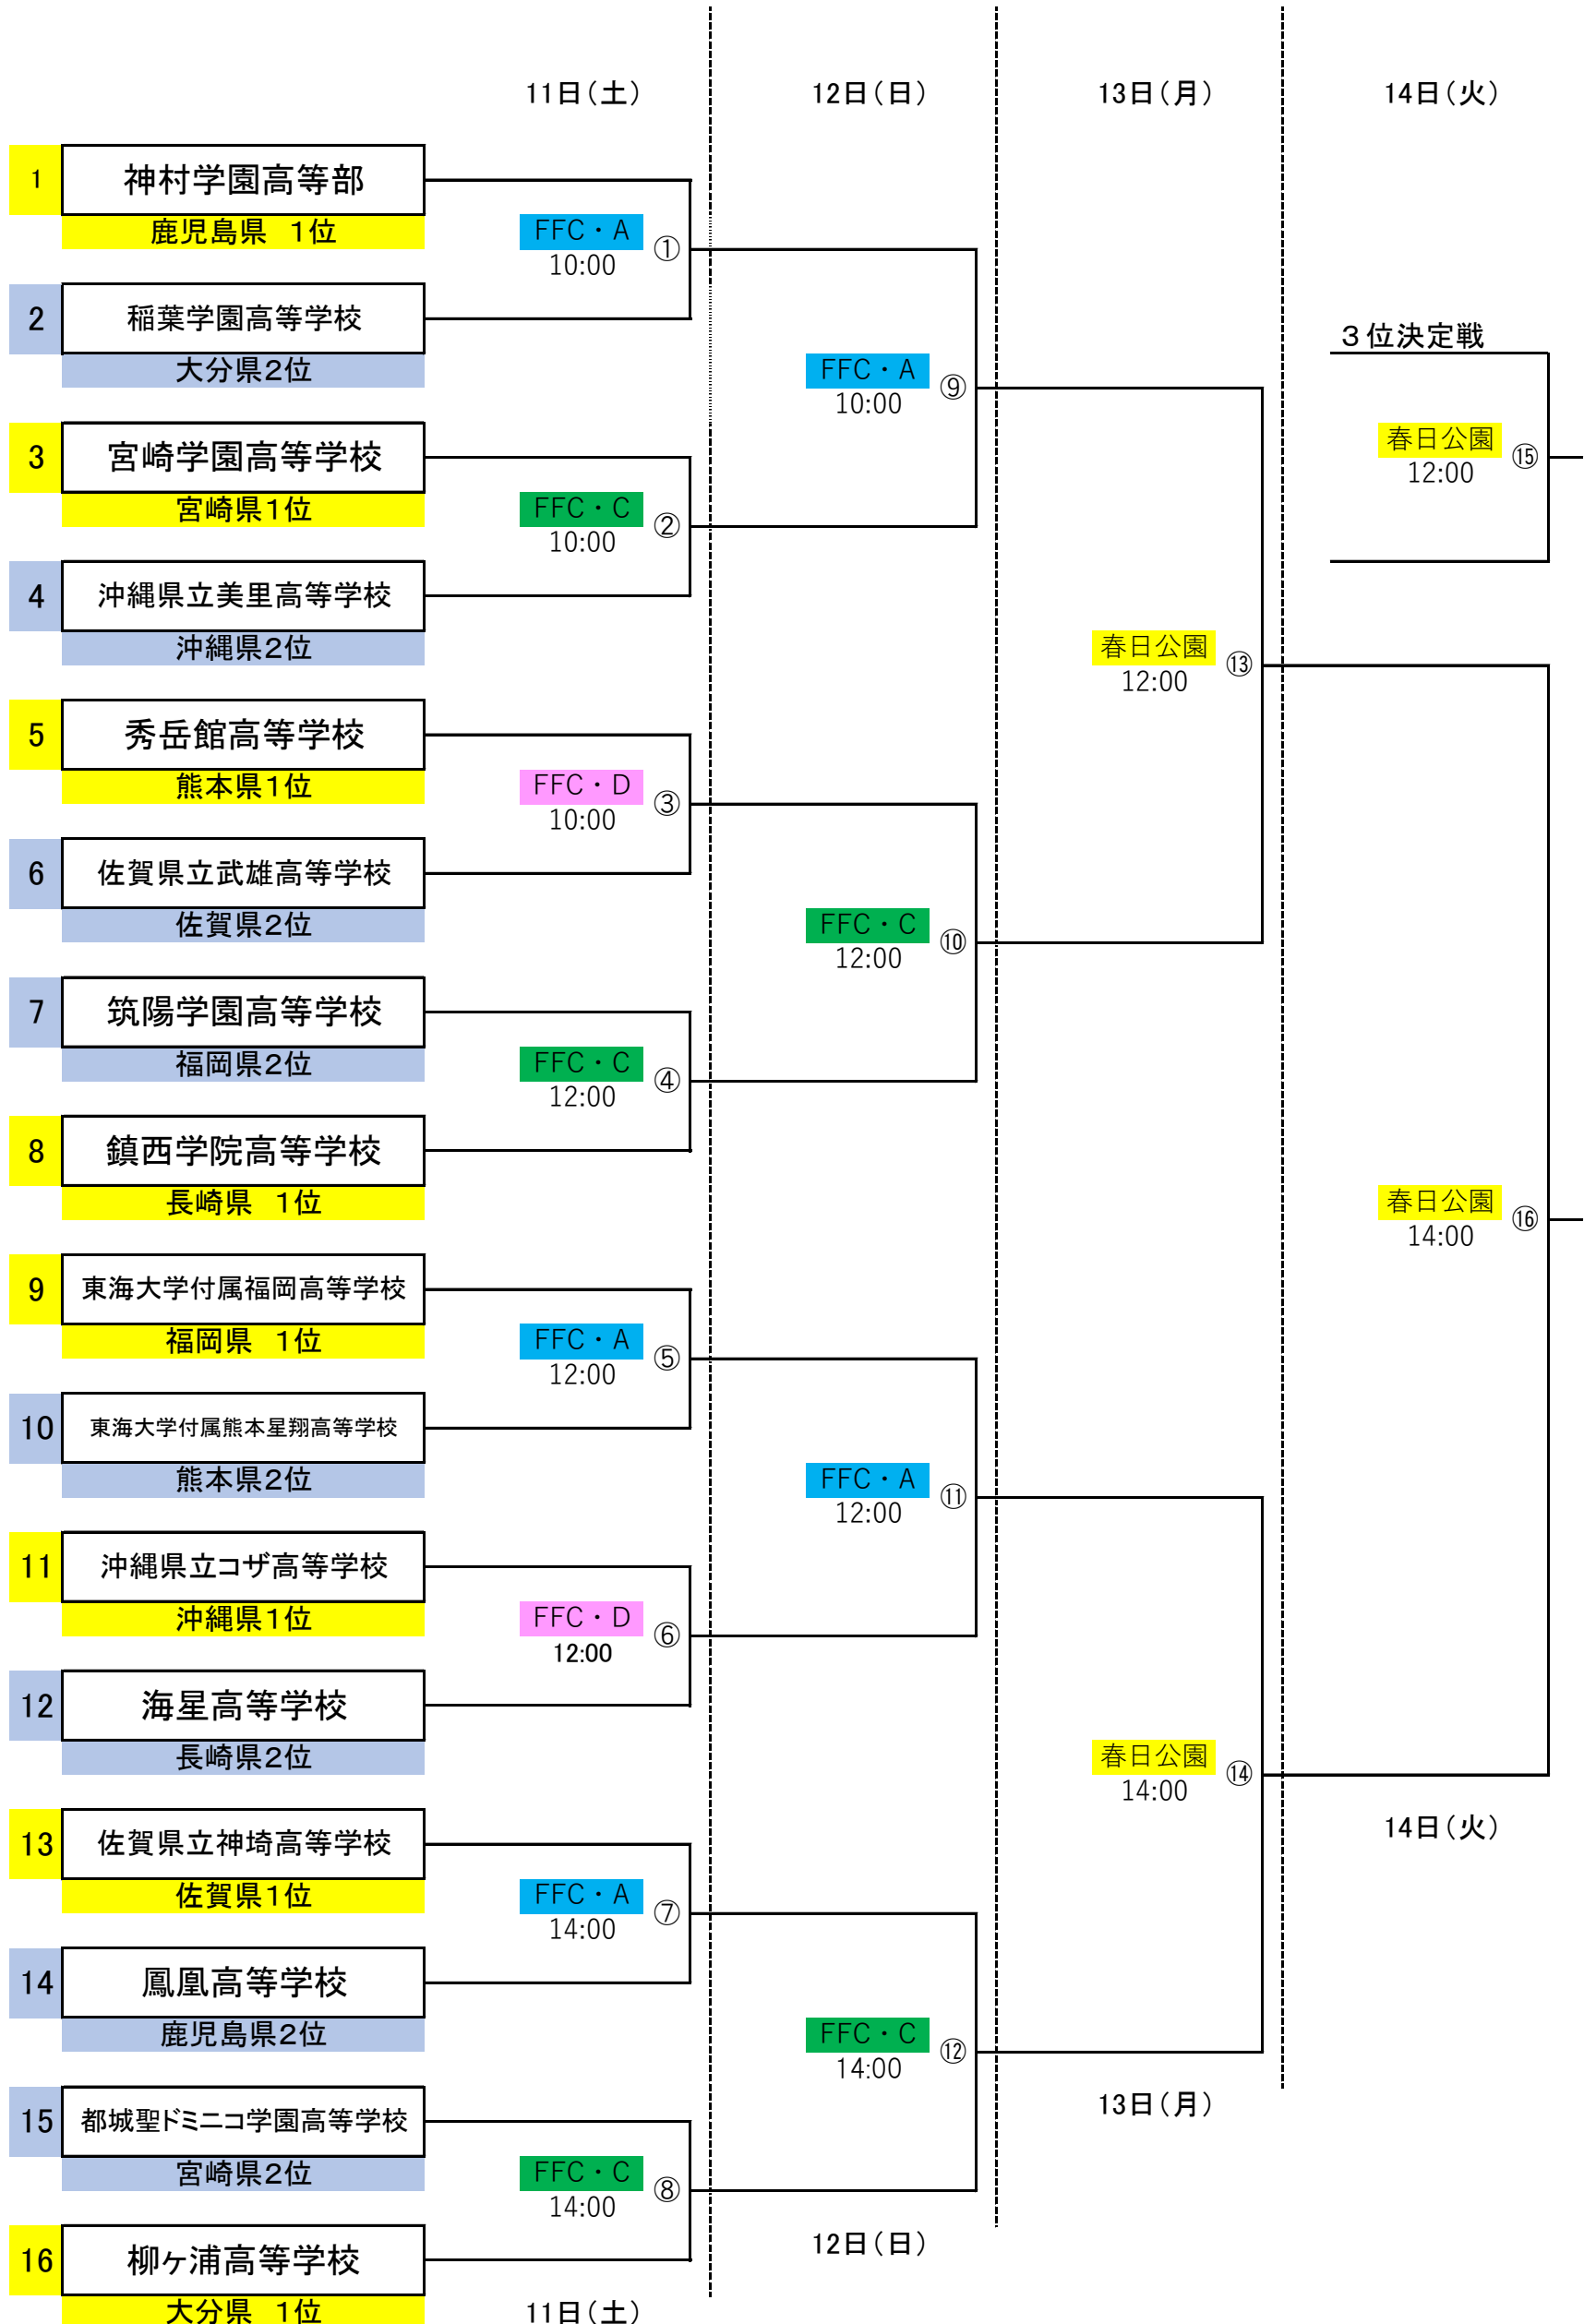 11日（土）
12日（日）
13日（月）
14日（火）
1
神村学園高等部
鹿児島県　1位
FFC・A
10:00
①
2
稲葉学園高等学校
大分県2位
FFC・A
10:00
⑨
3位決定戦
春日公園
12:00
⑮
3
宮崎学園高等学校
宮崎県1位
FFC・C
10:00
②
4
沖縄県立美里高等学校
沖縄県2位
春日公園
12:00
⑬
5
秀岳館高等学校
熊本県1位
FFC・D
10:00
③
6
佐賀県立武雄高等学校
佐賀県2位
FFC・C
12:00
⑩
7
筑陽学園高等学校
福岡県2位
FFC・C
12:00
④
8
鎮西学院高等学校
長崎県　1位
春日公園
14:00
⑯
9
東海大学付属福岡高等学校
福岡県　1位
FFC・A
12:00
⑤
10
東海大学付属熊本星翔高等学校
熊本県2位
FFC・A
12:00
⑪
11
沖縄県立コザ高等学校
沖縄県1位
FFC・D
12:00
⑥
12
海星高等学校
長崎県2位
春日公園
14:00
⑭
14日（火）
13
佐賀県立神埼高等学校
佐賀県1位
FFC・A
14:00
⑦
14
鳳凰高等学校
鹿児島県2位
FFC・C
14:00
⑫
13日（月）
15
都城聖ドミニコ学園高等学校
宮崎県2位
FFC・C
14:00
⑧
12日（日）
16
柳ヶ浦高等学校
大分県　1位
11日（土）